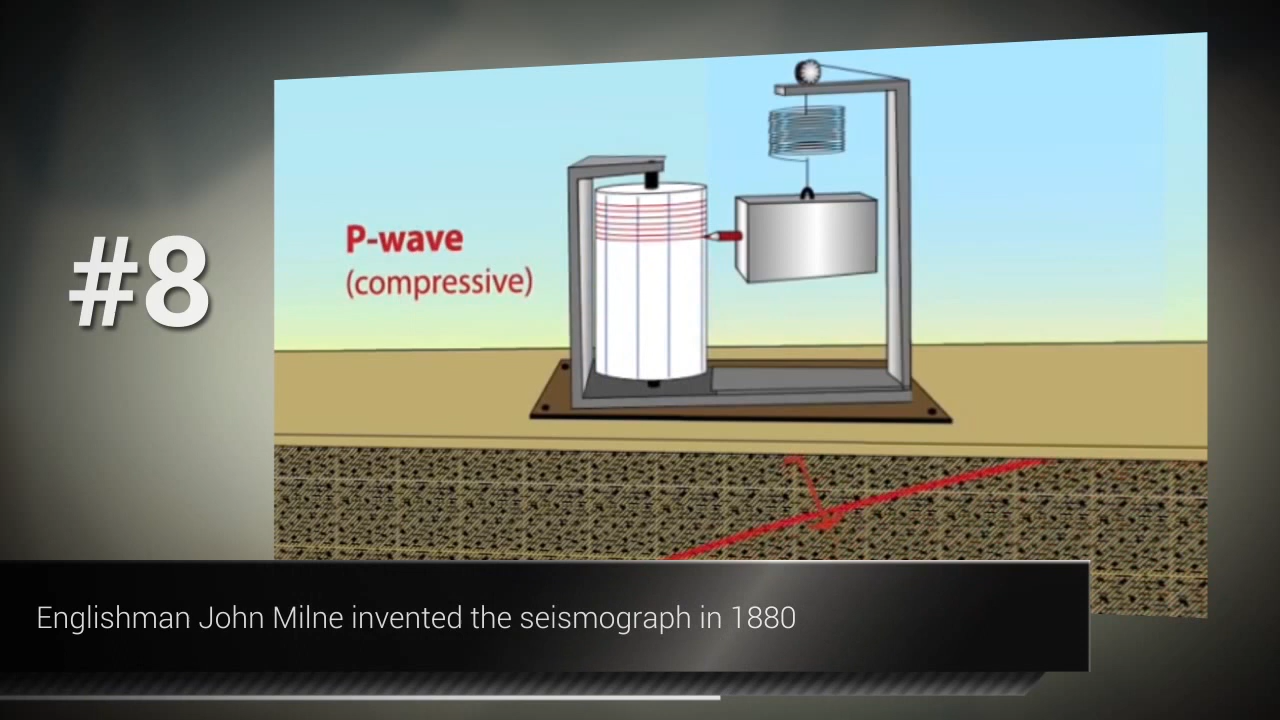 #8
P-wave
(compressive)
Englishman John Milne invented the seismograph in 1880